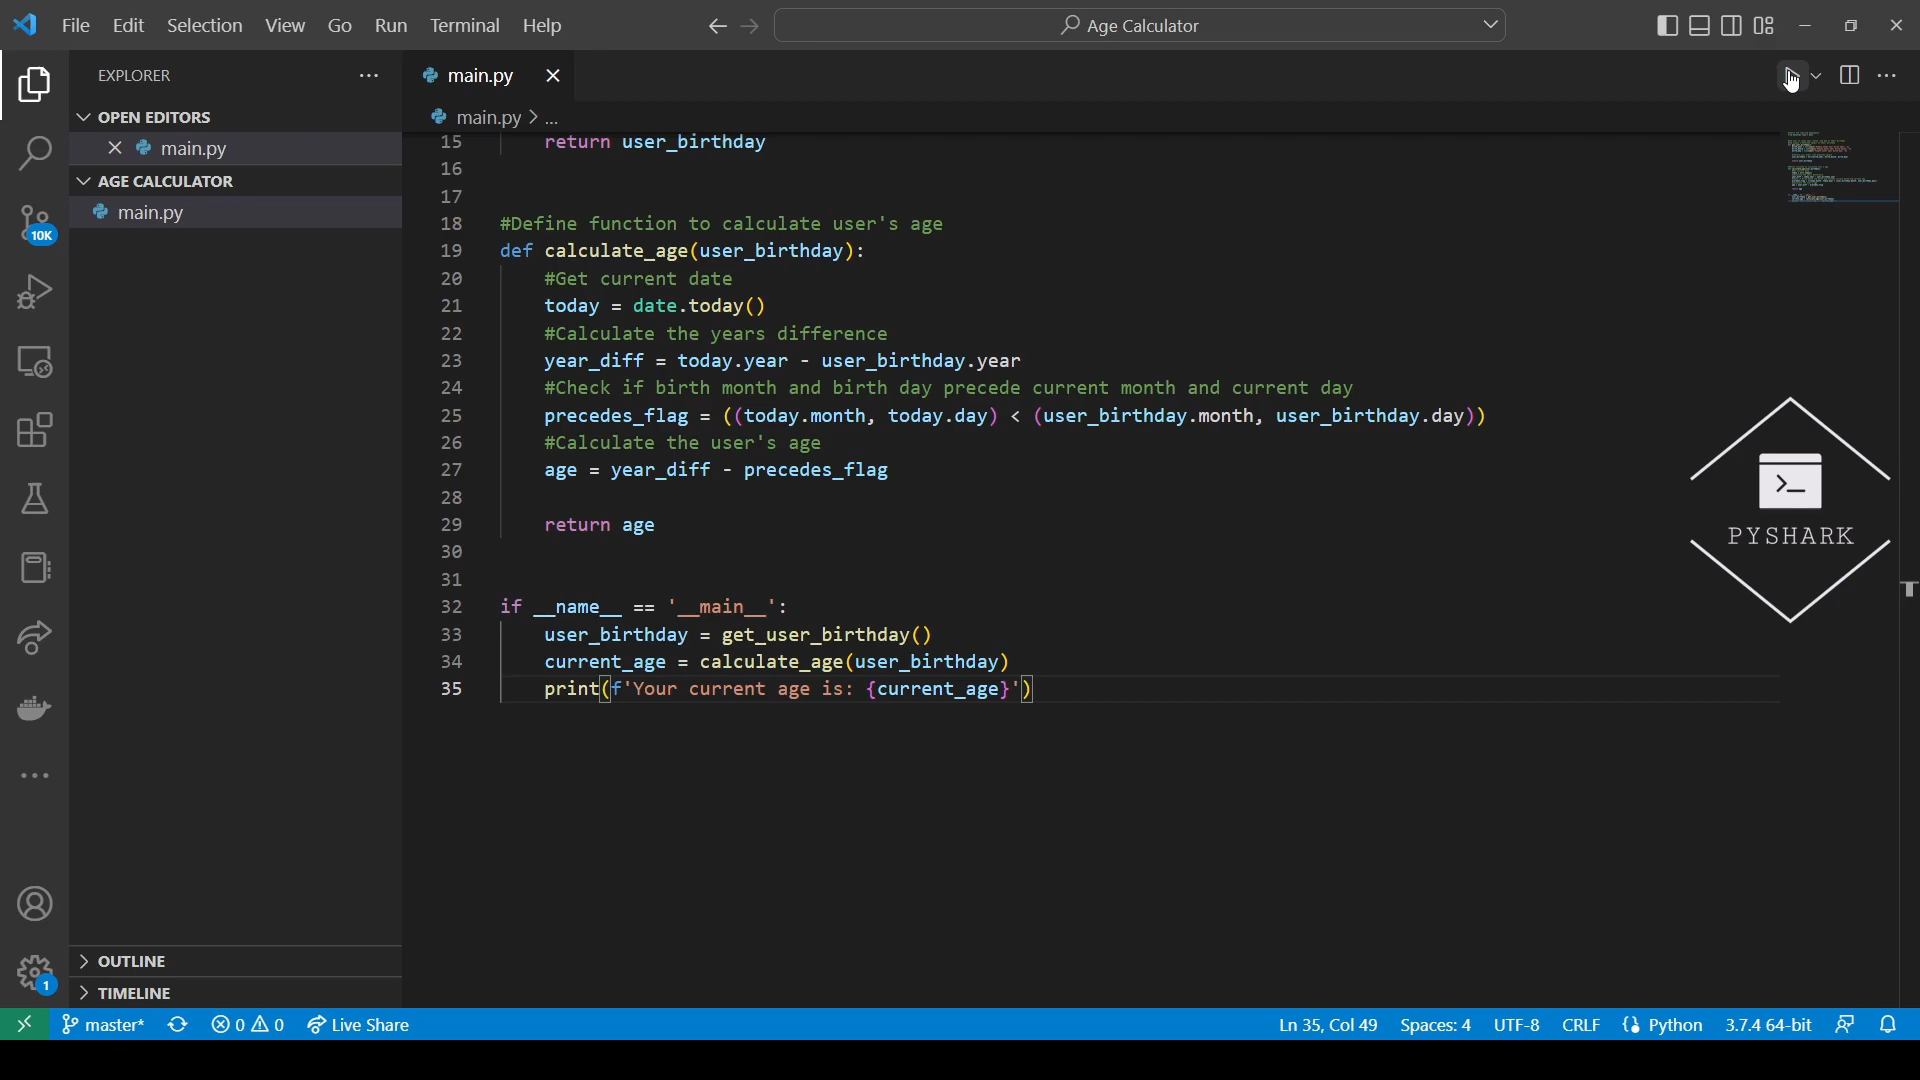 File Edit Selection View Go Run Terminal Help
Age Calculator
EXPLORER
OPEN EDITORS
main.py
AGE CALCULATOR
main.py
OUTLINE
TIMELINE
10K
1
main.py
main.py > ...
15 return user_birthday
16
17
18 #Define function to calculate user's age
19 def calculate_age(user_birthday):
20 #Get current date
21 today = date.today()
22 #Calculate the years difference
23 year_diff = today.year - user_birthday.year
24 #Check if birth month and birth day precede current month and current day
25 precedes_flag = ((today.month, today.day) < (user_birthday.month, user_birthday.day))
26 #Calculate the user's age
27 age = year_diff - precedes_flag
28
29 return age
30
31
32 if __name__ == '__main__':
33 user_birthday = get_user_birthday()
34 current_age = calculate_age(user_birthday)
35 print(f'Your current age is: {current_age}')
>_
PYSHARK
master* 0 0 Live Share Ln 35, Col 49 Spaces: 4 UTF-8 CRLF Python 3.7.4 64-bit